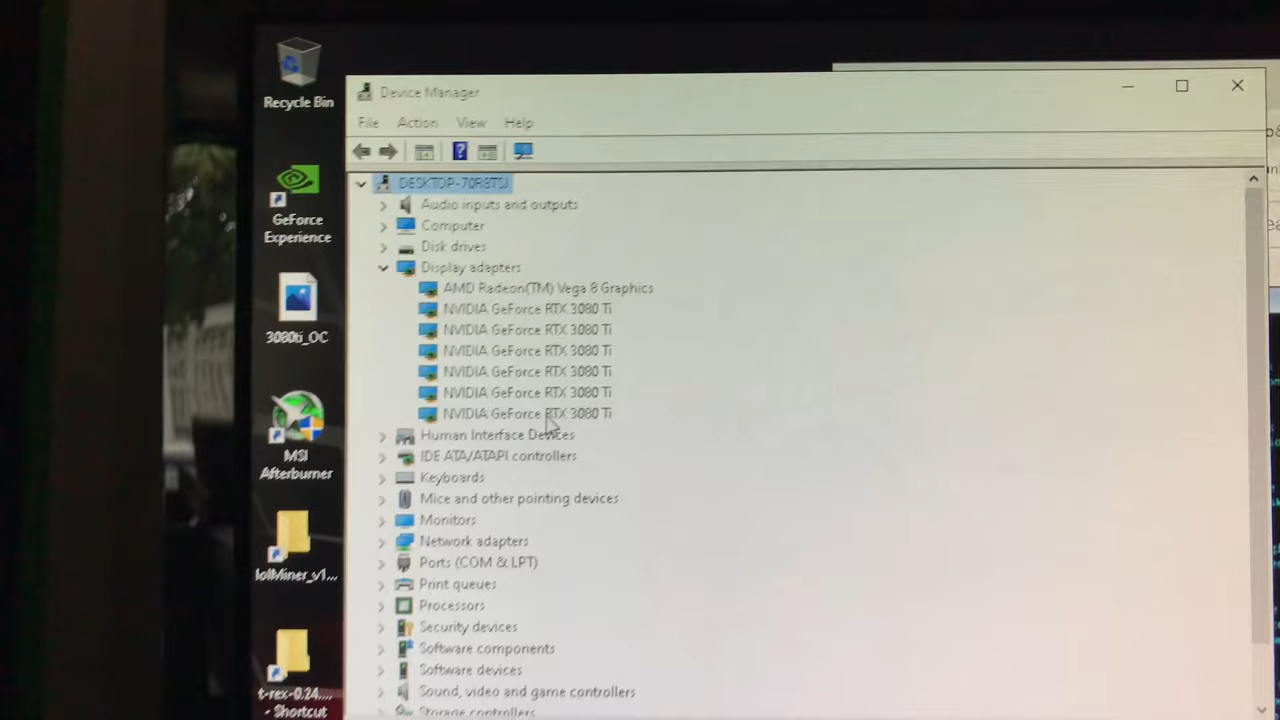 Recycle Bin
GeForce
Experience
3080ti_OC
MSI
Afterburner
lolMiner_v1...
t-rex-0.24....
- Shortcut
Device Manager
File Action View Help
DESKTOP-70R8TSJ
Audio inputs and outputs
Computer
Disk drives
Display adapters
AMD Radeon(TM) Vega 8 Graphics
NVIDIA GeForce RTX 3080 Ti
NVIDIA GeForce RTX 3080 Ti
NVIDIA GeForce RTX 3080 Ti
NVIDIA GeForce RTX 3080 Ti
NVIDIA GeForce RTX 3080 Ti
NVIDIA GeForce RTX 3080 Ti
Human Interface Devices
IDE ATA/ATAPI controllers
Keyboards
Mice and other pointing devices
Monitors
Network adapters
Ports (COM & LPT)
Print queues
Processors
Security devices
Software components
Software devices
Sound, video and game controllers
Storage controllers